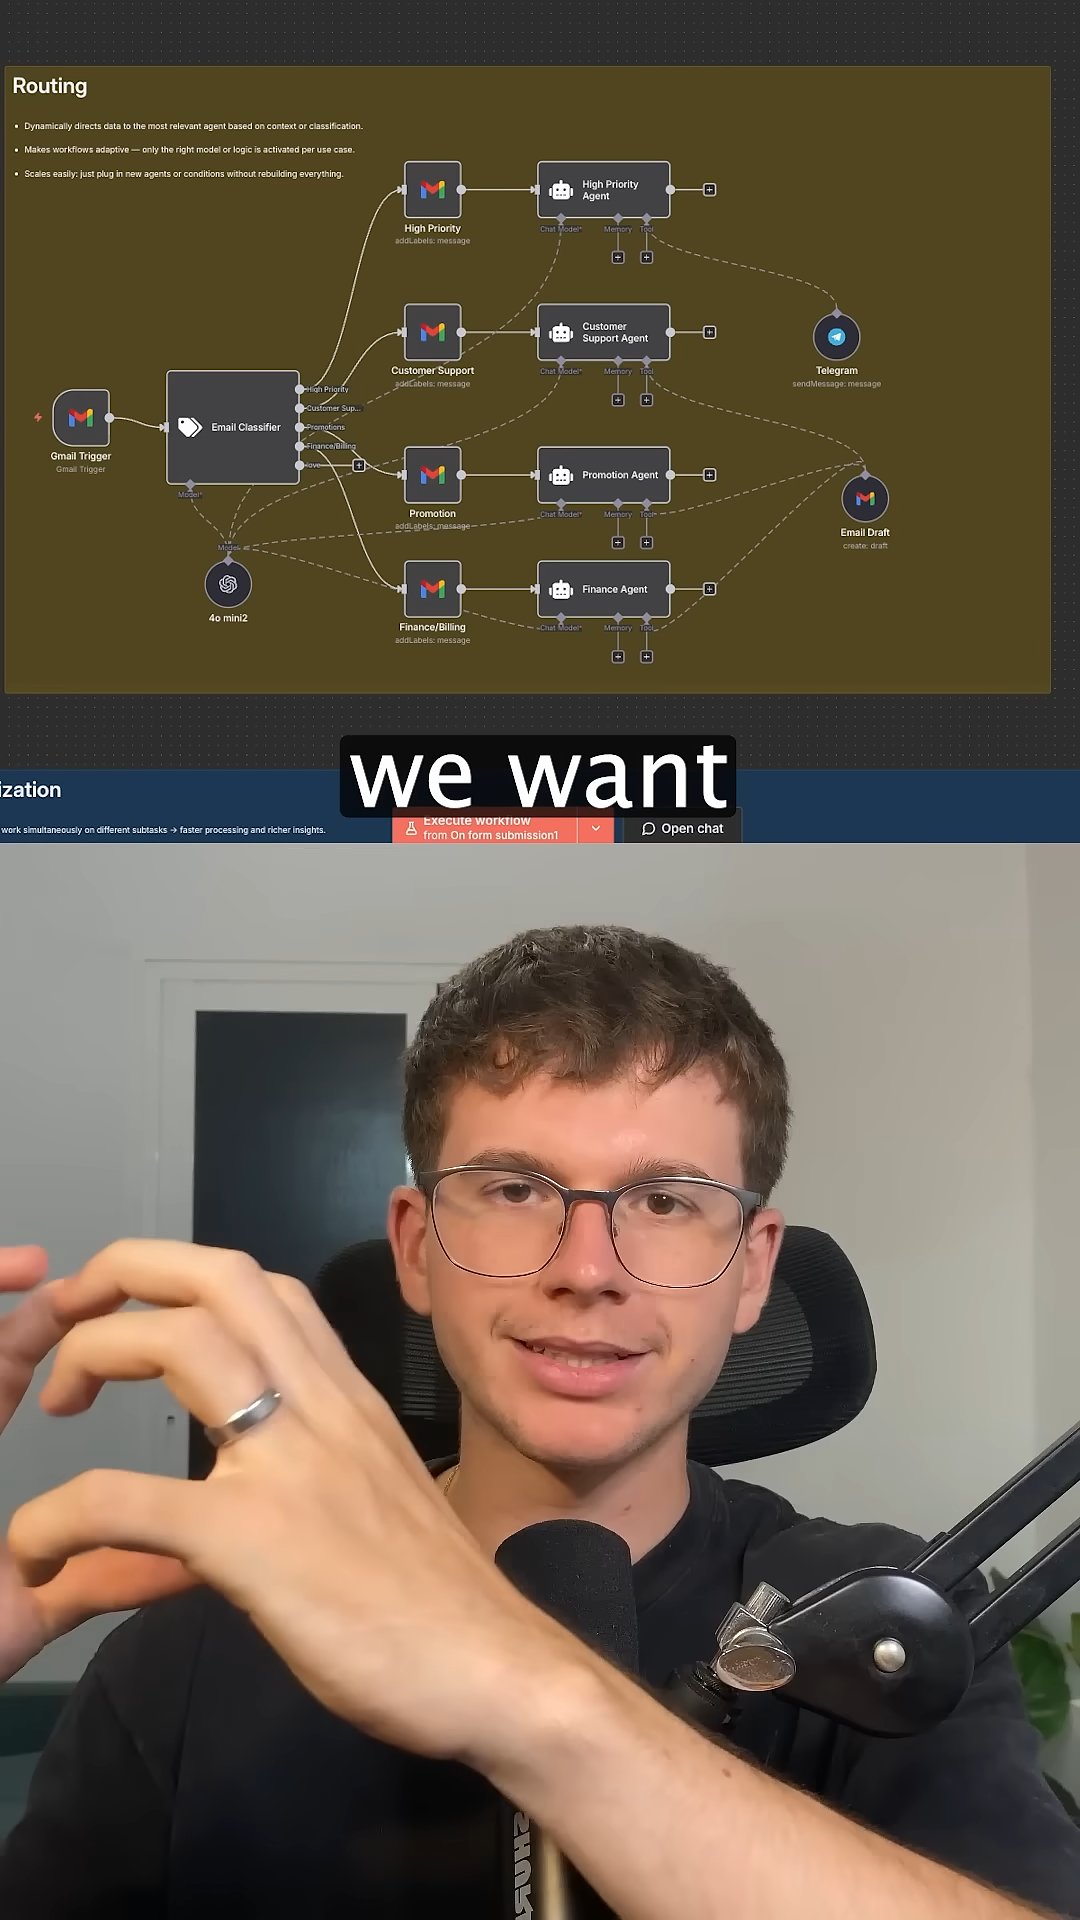 Routing
Dynamically directs data to the most relevant agent based on context or classification.
Makes workflows adaptive — only the right model or logic is activated per use case.
Scales easily: just plug in new agents or conditions without rebuilding everything.
High Priority
addLabels: message
High Priority
Agent
Chat Model*
Memory
Tool
Customer Support
addLabels: message
Customer
Support Agent
Chat Model*
Memory
Tool
Telegram
sendMessage: message
Gmail Trigger
Gmail Trigger
Email Classifier
High Priority
Customer Sup...
Promotions
Finance/Billing
Model*
Model
4o mini2
Promotion
addLabels: message
Promotion Agent
Chat Model*
Memory
Tool
Email Draft
create: draft
Finance/Billing
addLabels: message
Finance Agent
Chat Model*
Memory
Tool
we want
ization
work simultaneously on different subtasks → faster processing and richer insights.
Execute workflow
from On form submission1
Open chat
SHURE